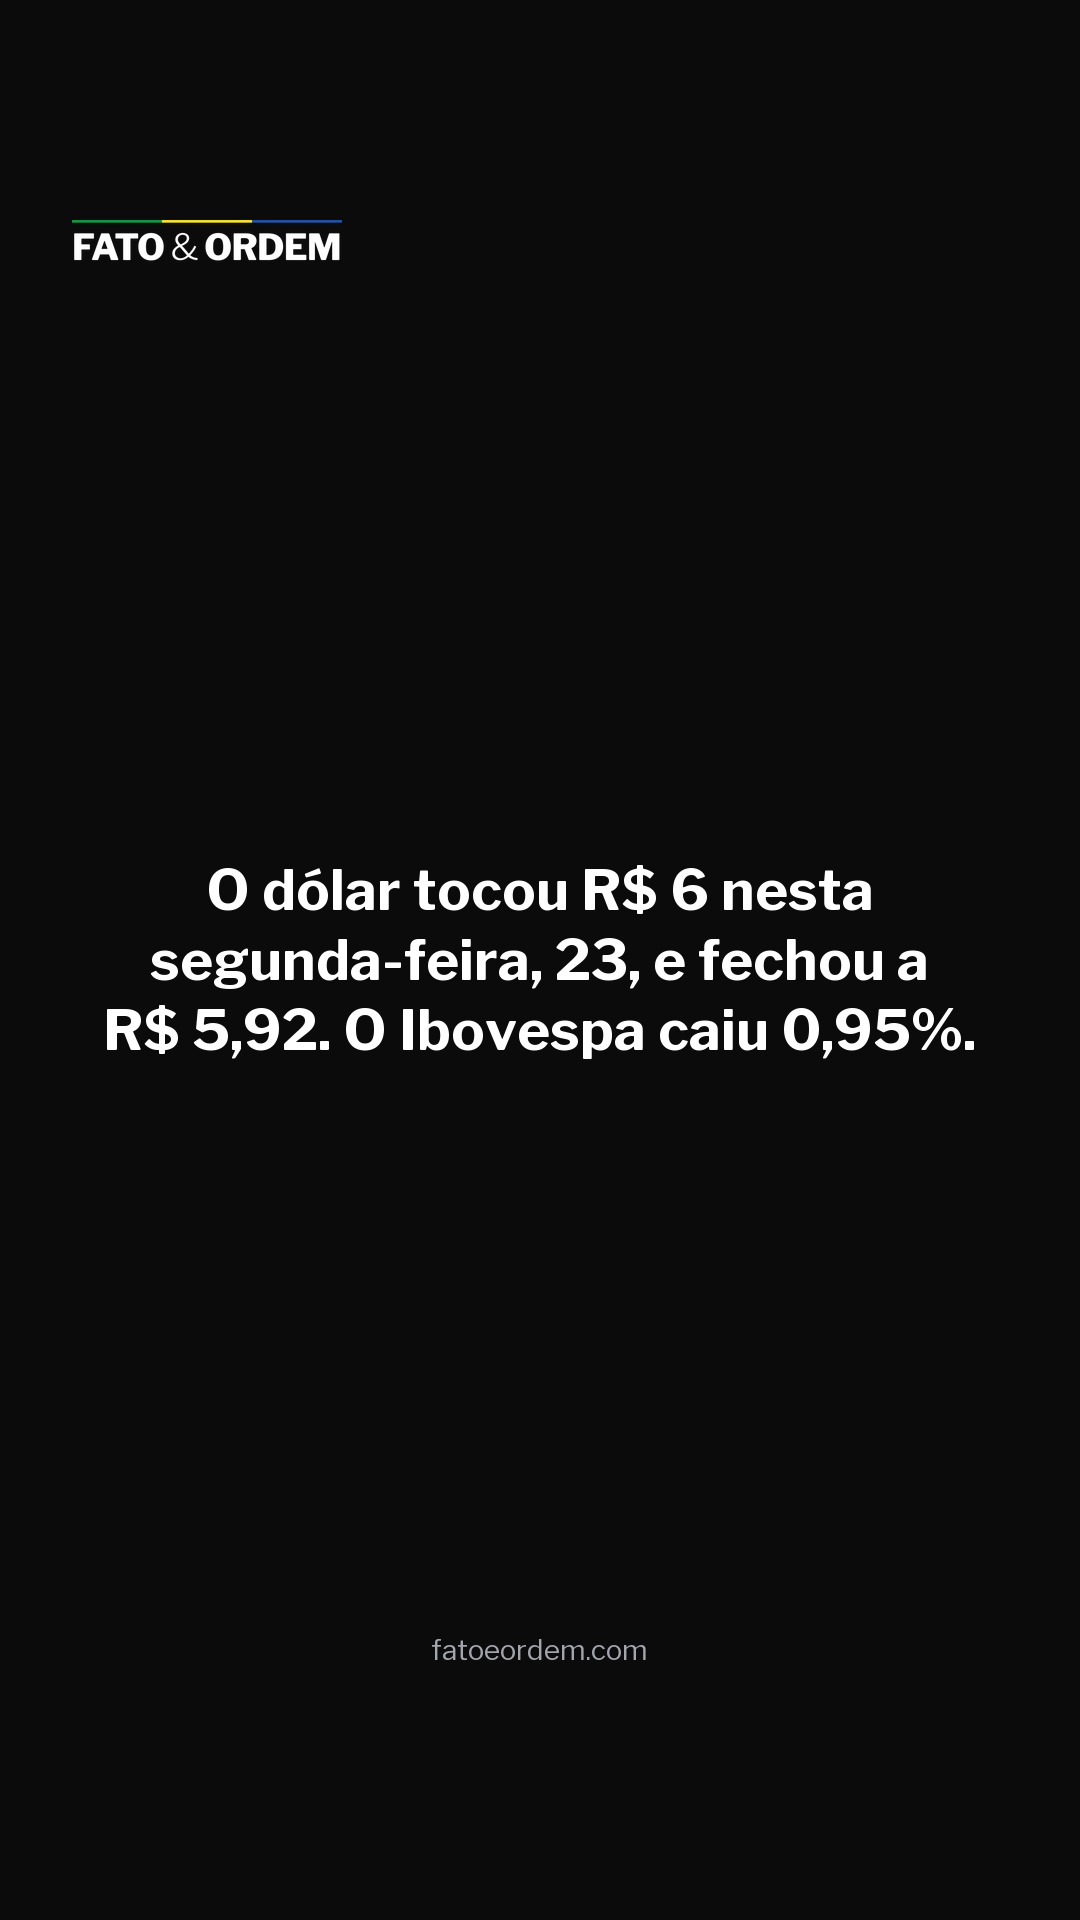 FATO & ORDEM
O dólar tocou R$ 6 nesta
segunda-feira, 23, e fechou a
R$ 5,92. O Ibovespa caiu 0,95%.
fatoeordem.com